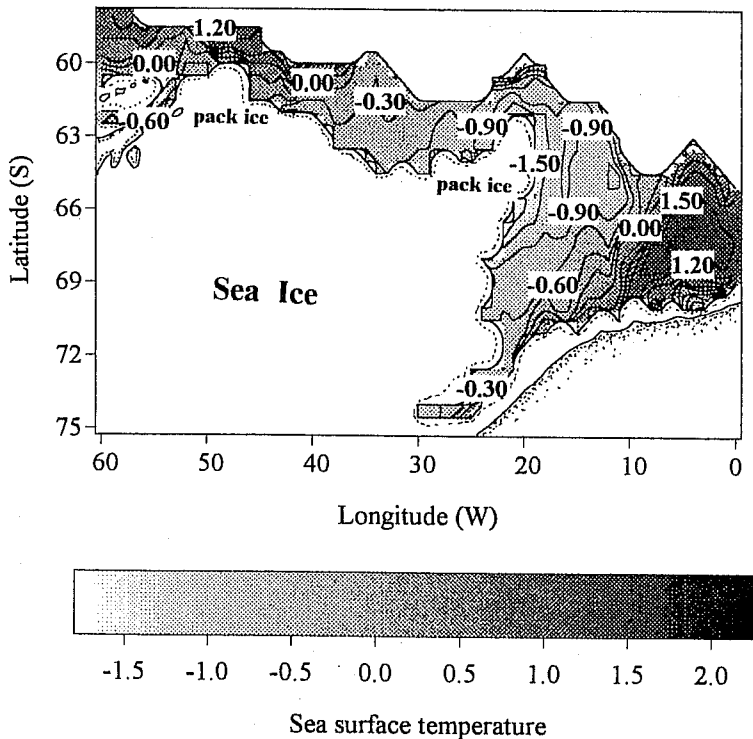 1.20
60
0.00
0.00
-0.30
-0.60
pack ice
63
-0.90
-0.90
-1.50
pack ice
66
-0.90
1.50
0.00
Latitude (S)
69
Sea Ice
-0.60
1.20
72
-0.30
75
60 50 40 30 20 10 0
Longitude (W)
-1.5 -1.0 -0.5 0.0 0.5 1.0 1.5 2.0
Sea surface temperature